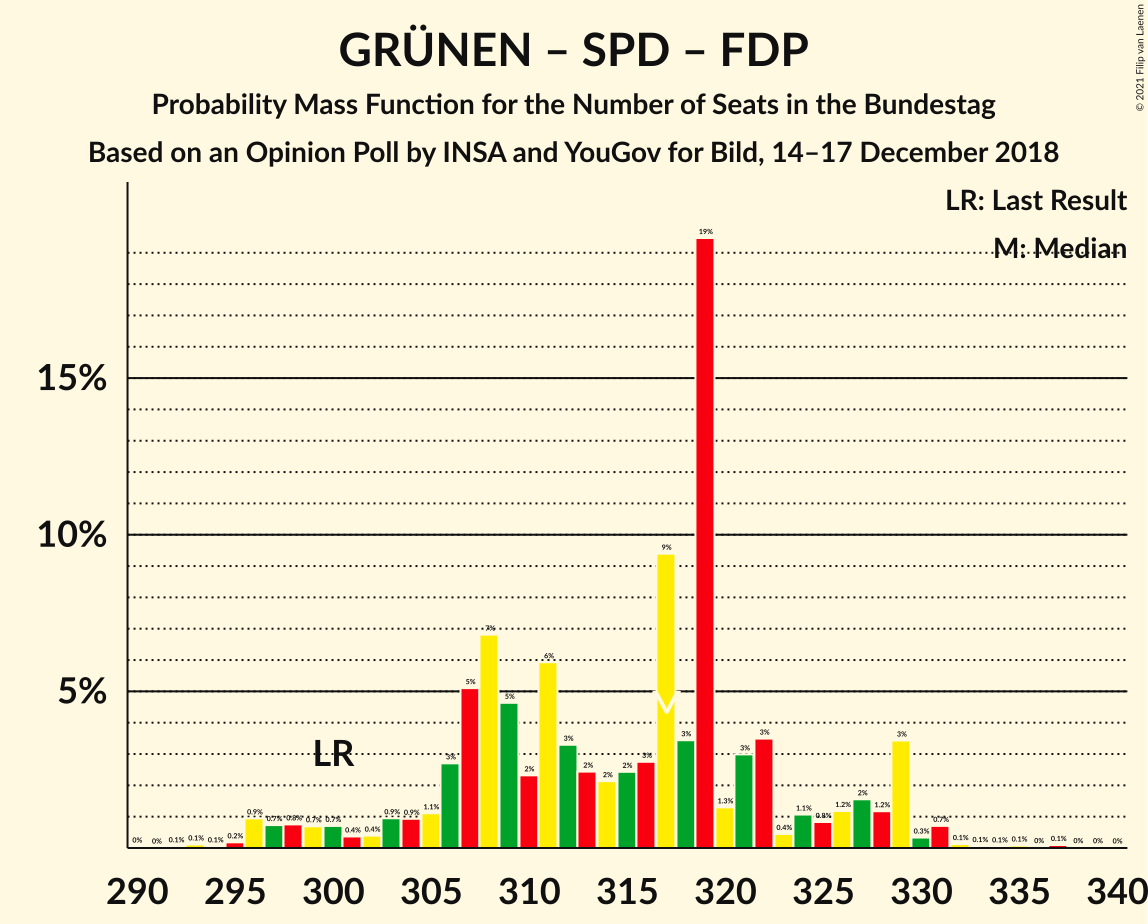 GRÜNEN – SPD – FDP
Probability Mass Function for the Number of Seats in the Bundestag
Based on an Opinion Poll by INSA and YouGov for Bild, 14–17 December 2018
© 2021 Filip van Laenen
LR: Last Result
M: Median
15%
10%
5%
LR
M
0% 0% 0.1% 0.1% 0.1% 0.2% 0.9% 0.7% 0.8% 0.7% 0.7% 0.4% 0.4% 0.9% 0.9% 1.1% 3% 5% 7% 5% 2% 6% 3% 2% 2% 2% 3% 9% 3% 19% 1.3% 3% 3% 0.4% 1.1% 0.8% 1.2% 2% 1.2% 3% 0.3% 0.7% 0.1% 0.1% 0.1% 0.1% 0% 0.1% 0% 0% 0%
290 295 300 305 310 315 320 325 330 335 340